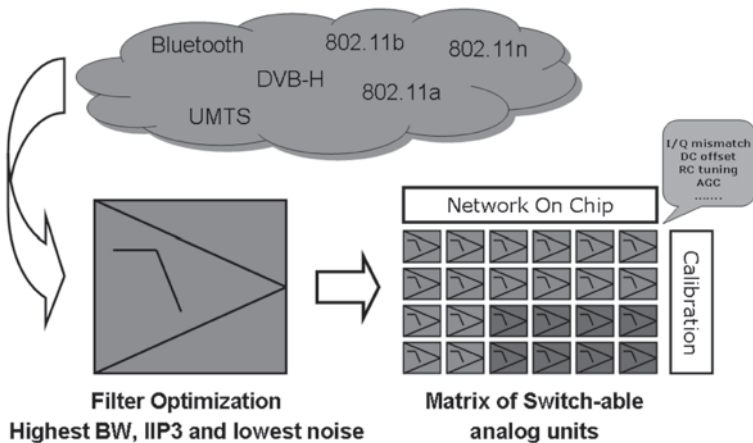 Bluetooth 802.11b 802.11n
DVB-H
802.11a
UMTS
I/Q mismatch
DC offset
RC tuning
AGC
.......
Network On Chip
Calibration
Filter Optimization
Highest BW, IIP3 and lowest noise
Matrix of Switch-able
analog units